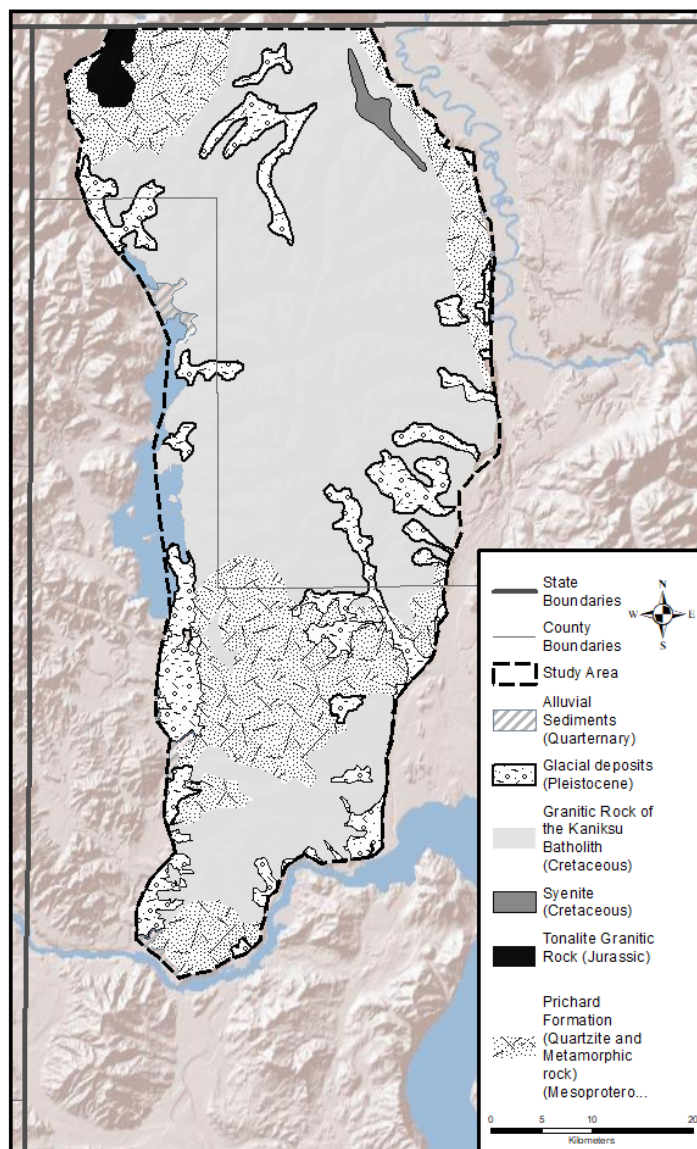 State
Boundaries
N
W
E
S
County
Boundaries
Study Area
Alluvial
Sediments
(Quarternary)
Glacial deposits
(Pleistocene)
Granitic Rock of
the Kaniksu
Batholith
(Cretaceous)
Syenite
(Cretaceous)
Tonalite Granitic
Rock (Jurassic)
Prichard
Formation
(Quartzite and
Metamorphic
rock)
(Mesoprotero...
0 5 10 20
Kilometers